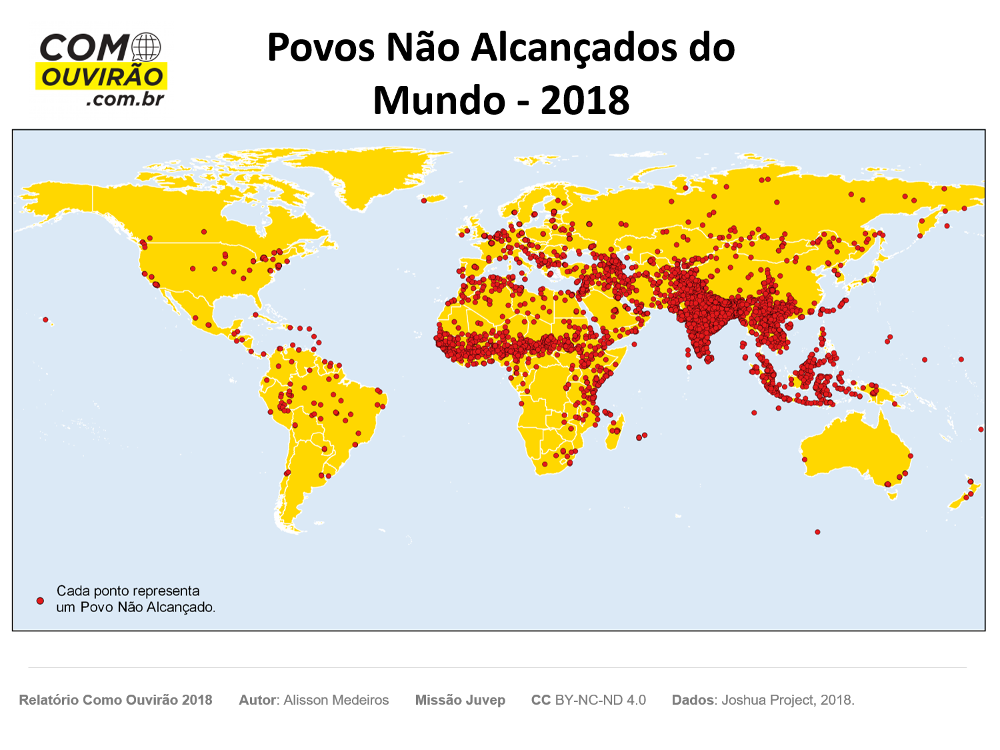 COMO
OUVIRÃO
.com.br
Povos Não Alcançados do
Mundo - 2018
Cada ponto representa
um Povo Não Alcançado.
Relatório Como Ouvirão 2018 Autor: Alisson Medeiros Missão Juvep CC BY-NC-ND 4.0 Dados: Joshua Project, 2018.